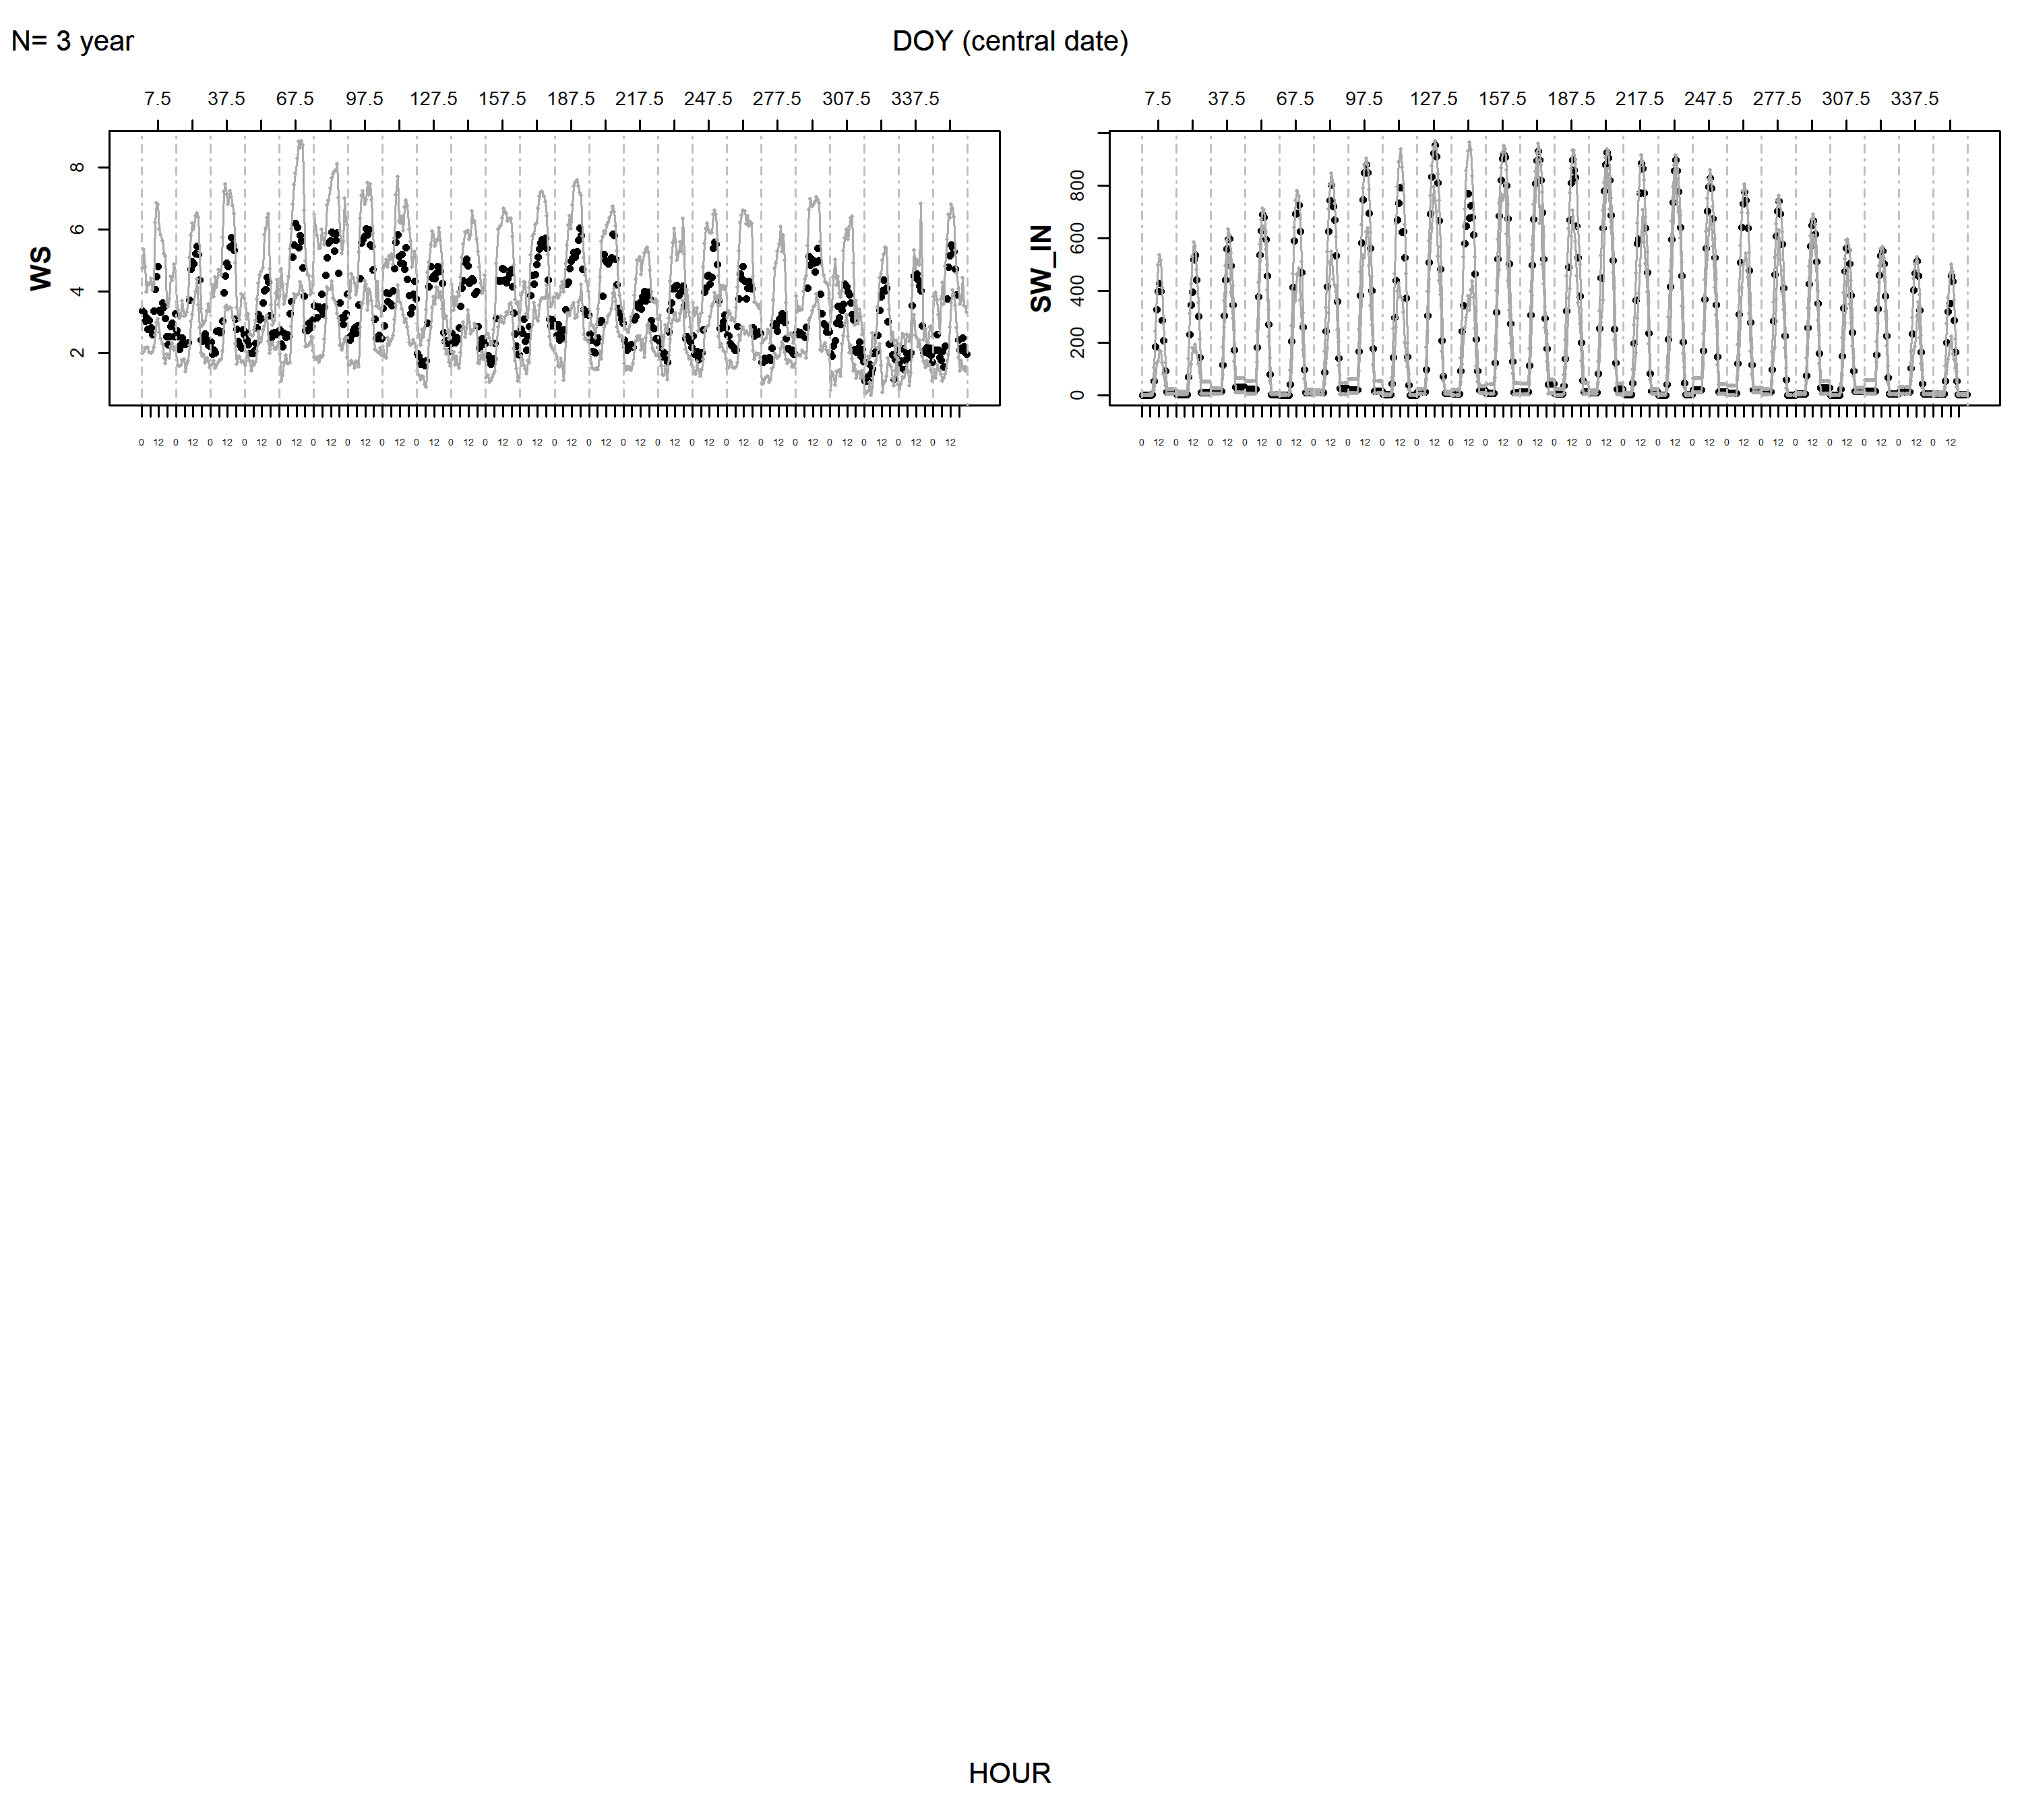 N= 3 year
DOY (central date)
7.5 37.5 67.5 97.5 127.5 157.5 187.5 217.5 247.5 277.5 307.5 337.5
7.5 37.5 67.5 97.5 127.5 157.5 187.5 217.5 247.5 277.5 307.5 337.5
WS
8
6
4
2
SW_IN
800
600
400
200
0
0 12 0 12 0 12 0 12 0 12 0 12 0 12 0 12 0 12 0 12 0 12 0 12 0 12 0 12 0 12 0 12 0 12 0 12 0 12 0 12 0 12 0 12 0 12 0 12
0 12 0 12 0 12 0 12 0 12 0 12 0 12 0 12 0 12 0 12 0 12 0 12 0 12 0 12 0 12 0 12 0 12 0 12 0 12 0 12 0 12 0 12 0 12 0 12
HOUR